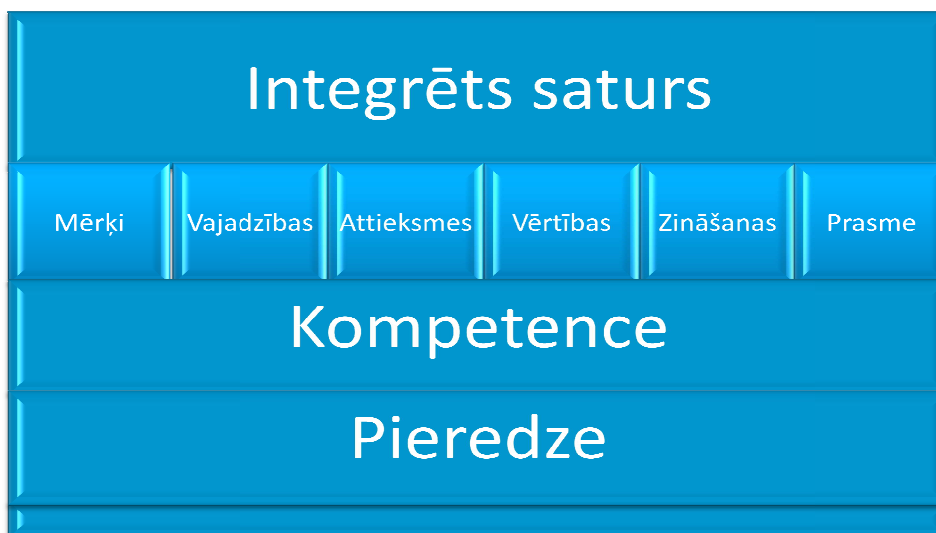 Integrēts saturs
Mērķi Vajadzības Attieksmes Vērtības Zināšanas Prasme
Kompetence
Pieredze